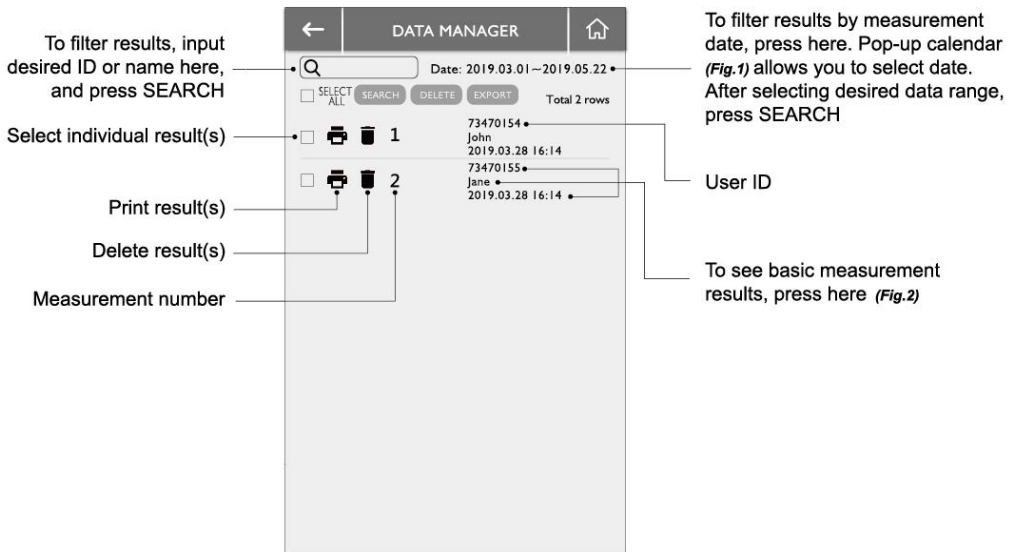 To filter results, input
desired ID or name here,
and press SEARCH
Select individual result(s)
Print result(s)
Delete result(s)
Measurement number
DATA MANAGER
Date: 2019.03.01~2019.05.22
SELECT
ALL
SEARCH
DELETE
EXPORT
Total 2 rows
1
73470154
John
2019.03.28 16:14
2
73470155
Jane
2019.03.28 16:14
To filter results by measurement
date, press here. Pop-up calendar
(Fig.1) allows you to select date.
After selecting desired data range,
press SEARCH
User ID
To see basic measurement
results, press here (Fig.2)